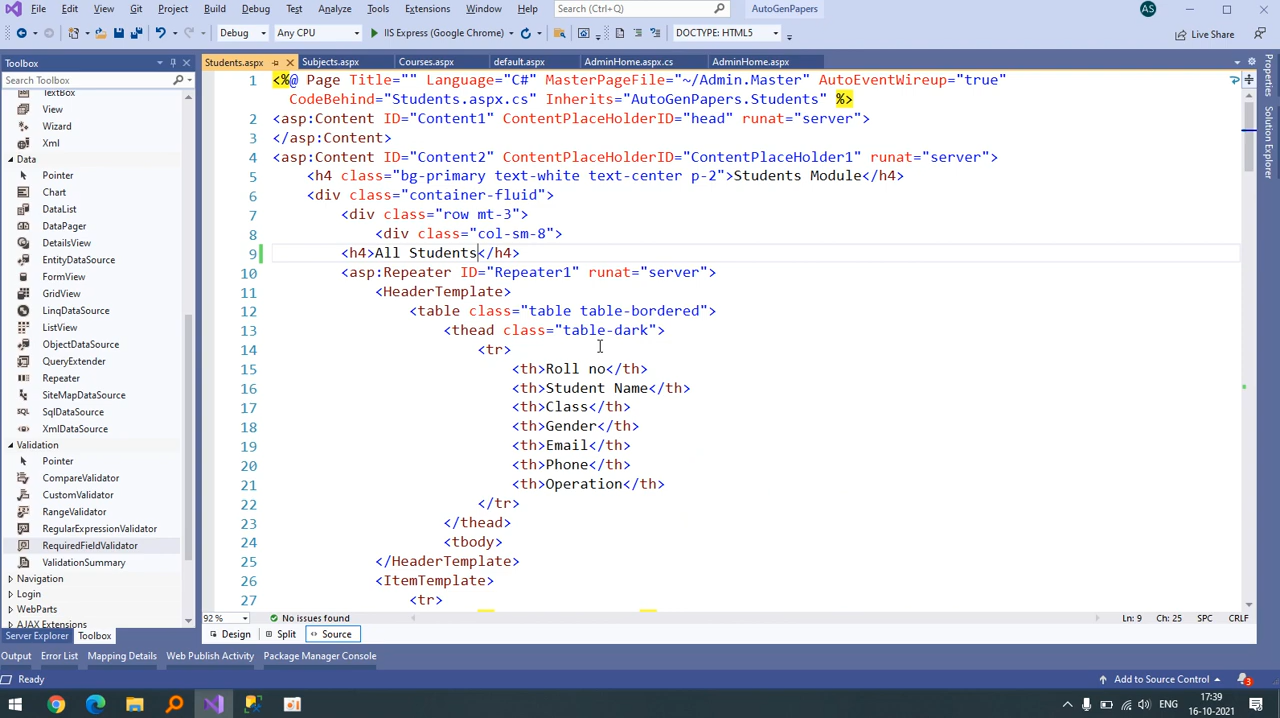 File Edit View Git Project Build Debug Test Analyze Tools Extensions Window Help Search (Ctrl+Q) AutoGenPapers AS
Debug Any CPU IIS Express (Google Chrome) DOCTYPE: HTML5 Live Share
Toolbox
Students.aspx Subjects.aspx Courses.aspx default.aspx AdminHome.aspx.cs AdminHome.aspx
Search Toolbox
TextBox
View
Wizard
Xml
Data
Pointer
Chart
DataList
DataPager
DetailsView
EntityDataSource
FormView
GridView
LinqDataSource
ListView
ObjectDataSource
QueryExtender
Repeater
SiteMapDataSource
SqlDataSource
XmlDataSource
Validation
Pointer
CompareValidator
CustomValidator
RangeValidator
RegularExpressionValidator
RequiredFieldValidator
ValidationSummary
Navigation
Login
WebParts
AJAX Extensions
Server Explorer Toolbox
1 <%@ Page Title="" Language="C#" MasterPageFile="~/Admin.Master" AutoEventWireup="true"
CodeBehind="Students.aspx.cs" Inherits="AutoGenPapers.Students" %>
2 <asp:Content ID="Content1" ContentPlaceHolderID="head" runat="server">
3 </asp:Content>
4 <asp:Content ID="Content2" ContentPlaceHolderID="ContentPlaceHolder1" runat="server">
5 <h4 class="bg-primary text-white text-center p-2">Students Module</h4>
6 <div class="container-fluid">
7 <div class="row mt-3">
8 <div class="col-sm-8">
9 <h4>All Students</h4>
10 <asp:Repeater ID="Repeater1" runat="server">
11 <HeaderTemplate>
12 <table class="table table-bordered">
13 <thead class="table-dark">
14 <tr>
15 <th>Roll no</th>
16 <th>Student Name</th>
17 <th>Class</th>
18 <th>Gender</th>
19 <th>Email</th>
20 <th>Phone</th>
21 <th>Operation</th>
22 </tr>
23 </thead>
24 <tbody>
25 </HeaderTemplate>
26 <ItemTemplate>
27 <tr>
Properties
Solution Explorer
92 % No issues found Ln: 9 Ch: 25 SPC CRLF
Design Split Source
Output Error List Mapping Details Web Publish Activity Package Manager Console
Ready Add to Source Control 3
ENG 17:39
16-10-2021